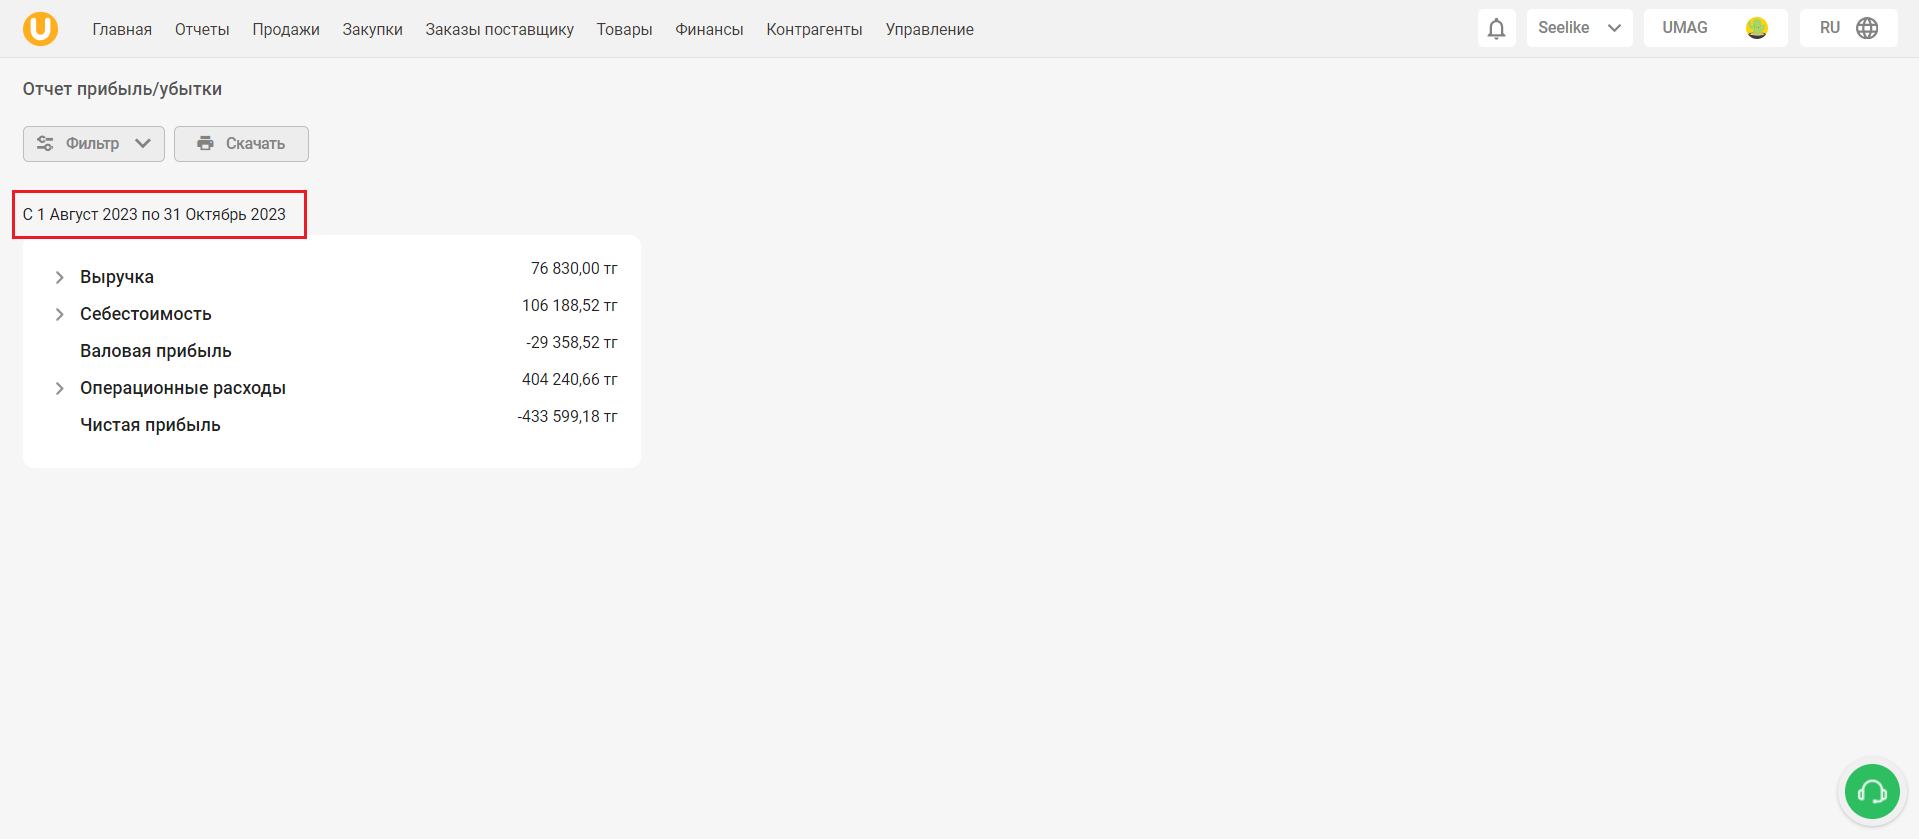 U Главная Отчеты Продажи Закупки Заказы поставщику Товары Финансы Контрагенты Управление Seelike UMAG RU
Отчет прибыль/убытки
Фильтр Скачать
С 1 Август 2023 по 31 Октябрь 2023
Выручка 76 830,00 тг
Себестоимость 106 188,52 тг
Валовая прибыль -29 358,52 тг
Операционные расходы 404 240,66 тг
Чистая прибыль -433 599,18 тг